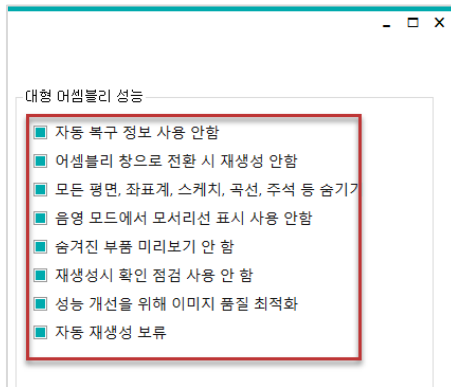 대형 어셈블리 성능
자동 복구 정보 사용 안함
어셈블리 창으로 전환 시 재생성 안함
모든 평면, 좌표계, 스케치, 곡선, 주석 등 숨기기
음영 모드에서 모서리선 표시 사용 안함
숨겨진 부품 미리보기 안 함
재생성시 확인 점검 사용 안 함
성능 개선을 위해 이미지 품질 최적화
자동 재생성 보류